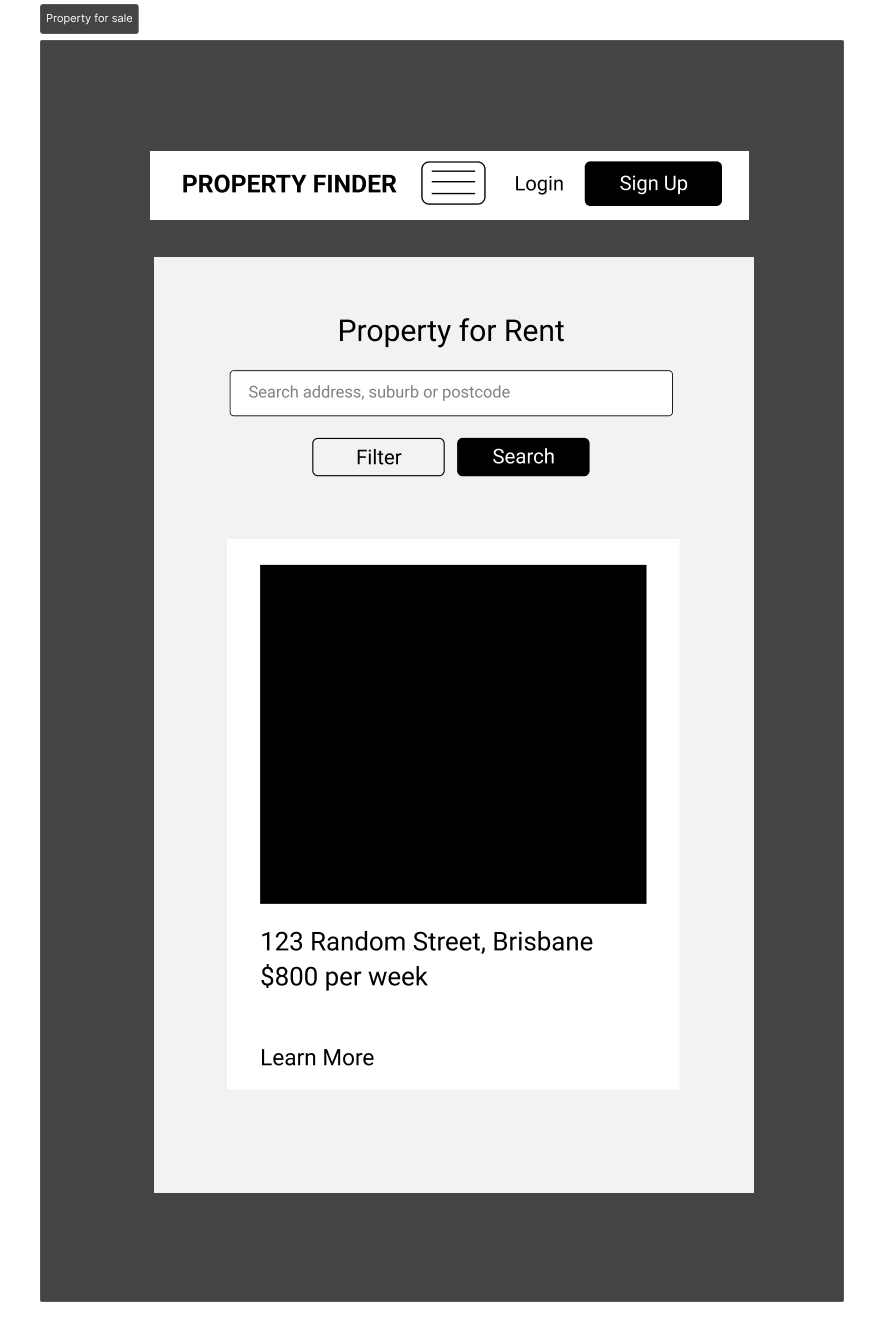 Property for sale
PROPERTY FINDER
Login
Sign Up
Property for Rent
Search address, suburb or postcode
Filter
Search
123 Random Street, Brisbane
$800 per week
Learn More